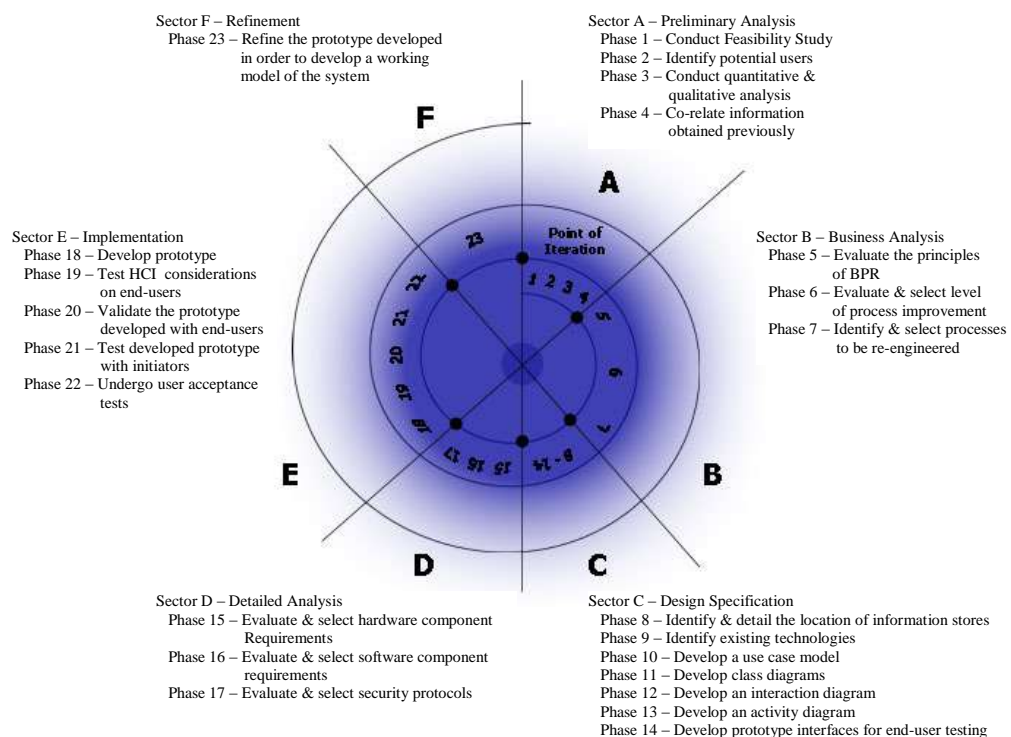 Sector F – Refinement
Phase 23 – Refine the prototype developed
in order to develop a working
model of the system
Sector A – Preliminary Analysis
Phase 1 – Conduct Feasibility Study
Phase 2 – Identify potential users
Phase 3 – Conduct quantitative &
qualitative analysis
Phase 4 – Co-relate information
obtained previously
F
A
Sector E – Implementation
Phase 18 – Develop prototype
Phase 19 – Test HCI considerations
on end-users
Phase 20 – Validate the prototype
developed with end-users
Phase 21 – Test developed prototype
with initiators
Phase 22 – Undergo user acceptance
tests
Point of
Iteration
1 2 3 4
5
6
7
8 - 14
15
16
17
18
19
20
21
22
23
Sector B – Business Analysis
Phase 5 – Evaluate the principles
of BPR
Phase 6 – Evaluate & select level
of process improvement
Phase 7 – Identify & select processes
to be re-engineered
E
B
D
C
Sector D – Detailed Analysis
Phase 15 – Evaluate & select hardware component
Requirements
Phase 16 – Evaluate & select software component
requirements
Phase 17 – Evaluate & select security protocols
Sector C – Design Specification
Phase 8 – Identify & detail the location of information stores
Phase 9 – Identify existing technologies
Phase 10 – Develop a use case model
Phase 11 – Develop class diagrams
Phase 12 – Develop an interaction diagram
Phase 13 – Develop an activity diagram
Phase 14 – Develop prototype interfaces for end-user testing